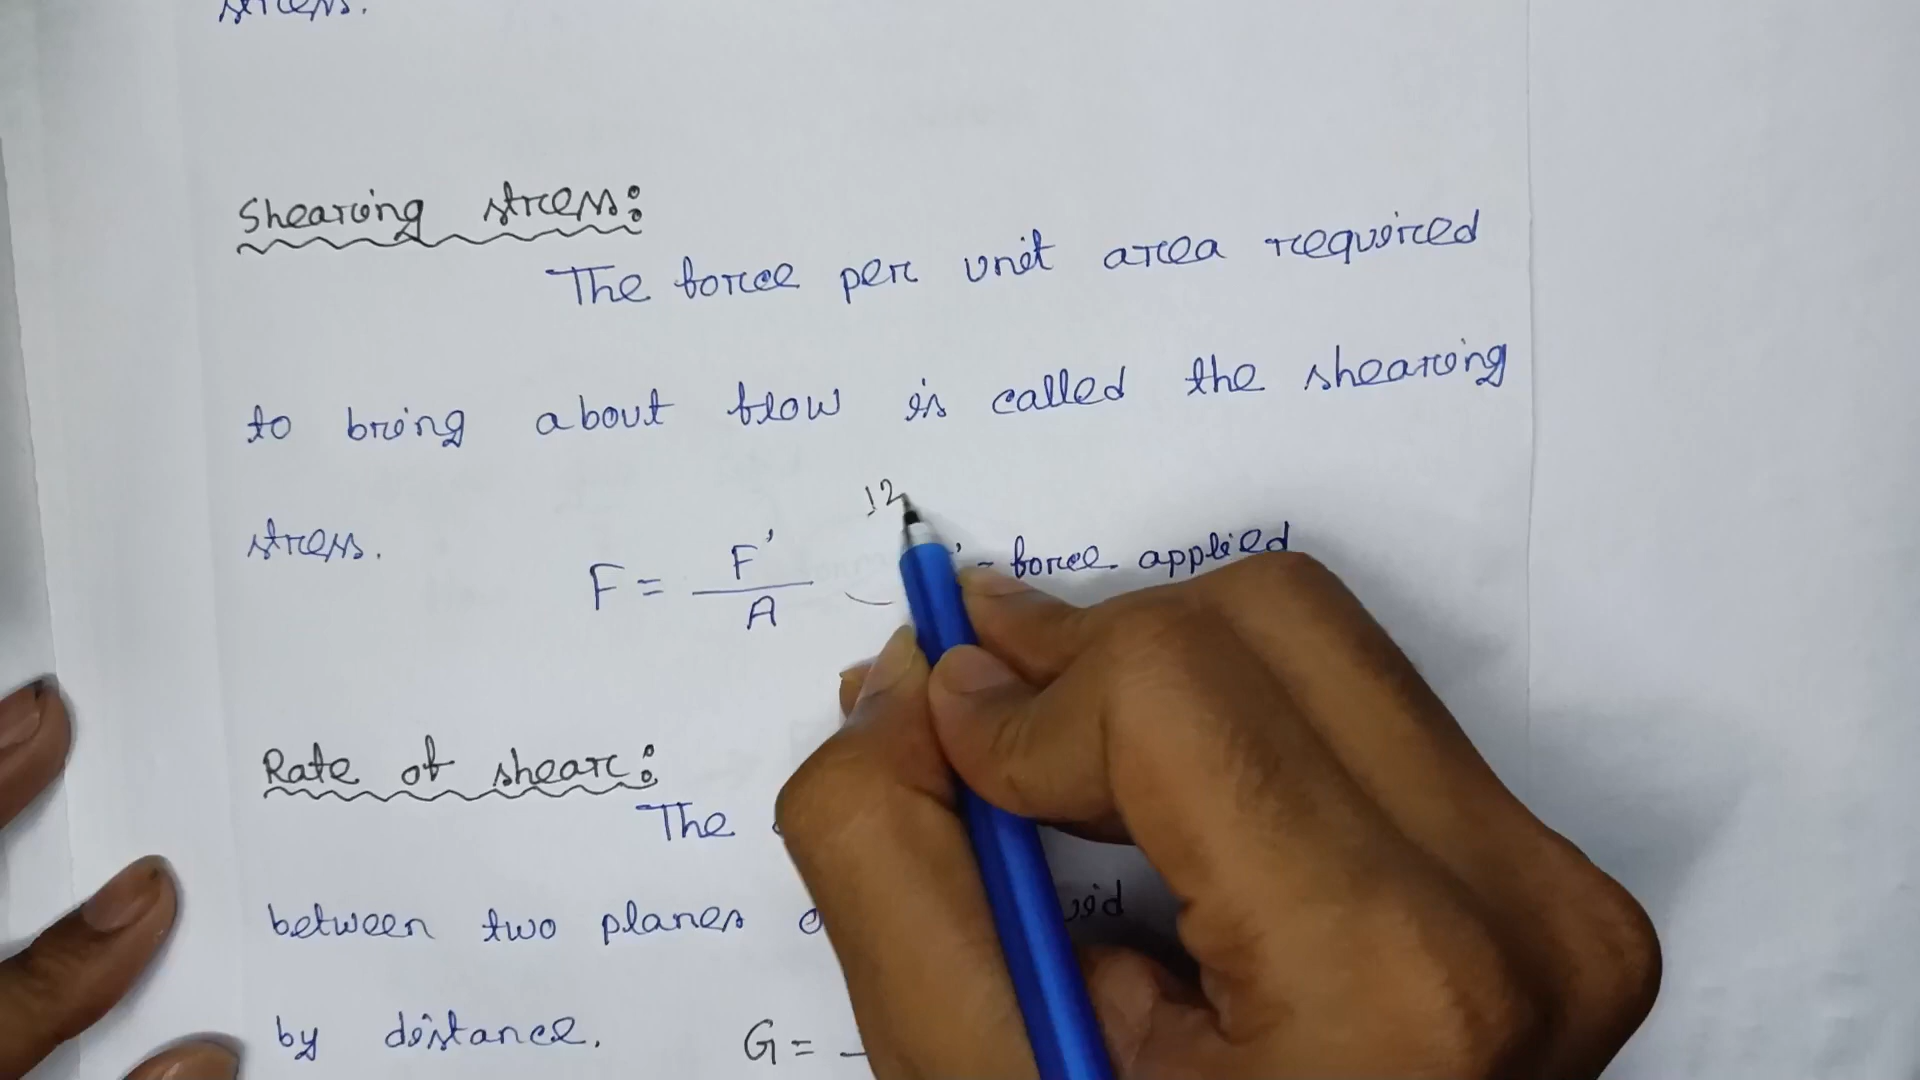 stress.
Shearing stress:
The force per unit area required
to bring about flow is called the shearing
stress.
12
F = F' / A ' - force applied
Rate of shear:
The
between two planes
by distance. G =